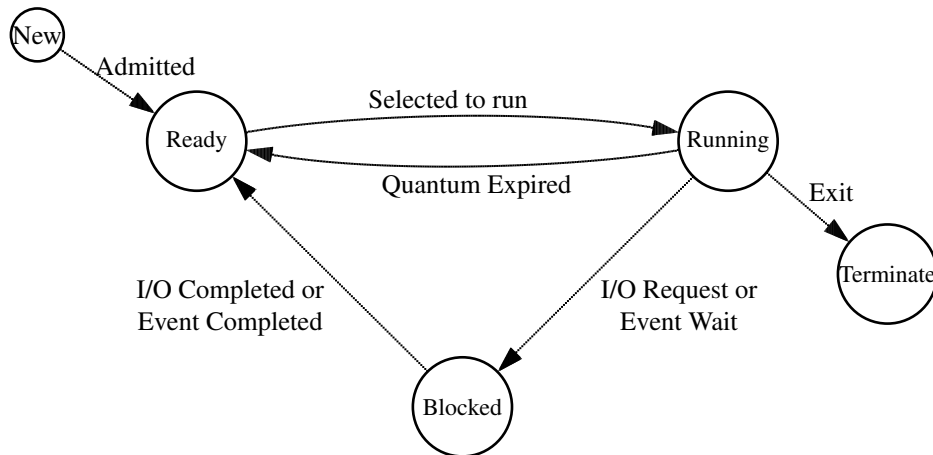 New
Admitted
Selected to run
Ready
Running
Quantum Expired
Exit
Terminate
I/O Completed or
Event Completed
I/O Request or
Event Wait
Blocked